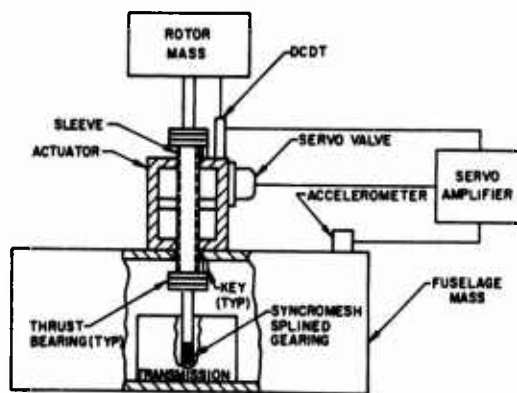 ROTOR
MASS
DCDT
SLEEVE
ACTUATOR
SERVO VALVE
SERVO
AMPLIFIER
ACCELEROMETER
KEY
(TYP)
FUSELAGE
MASS
THRUST
BEARING (TYP)
SYNCROMESH
SPLINED
GEARING
TRANSMISSION